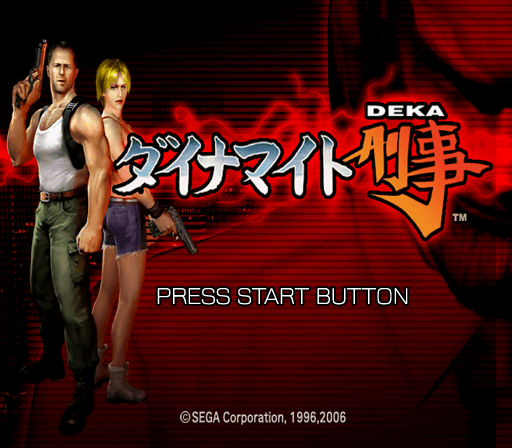 DEKA
ダイナマイト刑事
TM
PRESS START BUTTON
©SEGA Corporation, 1996,2006